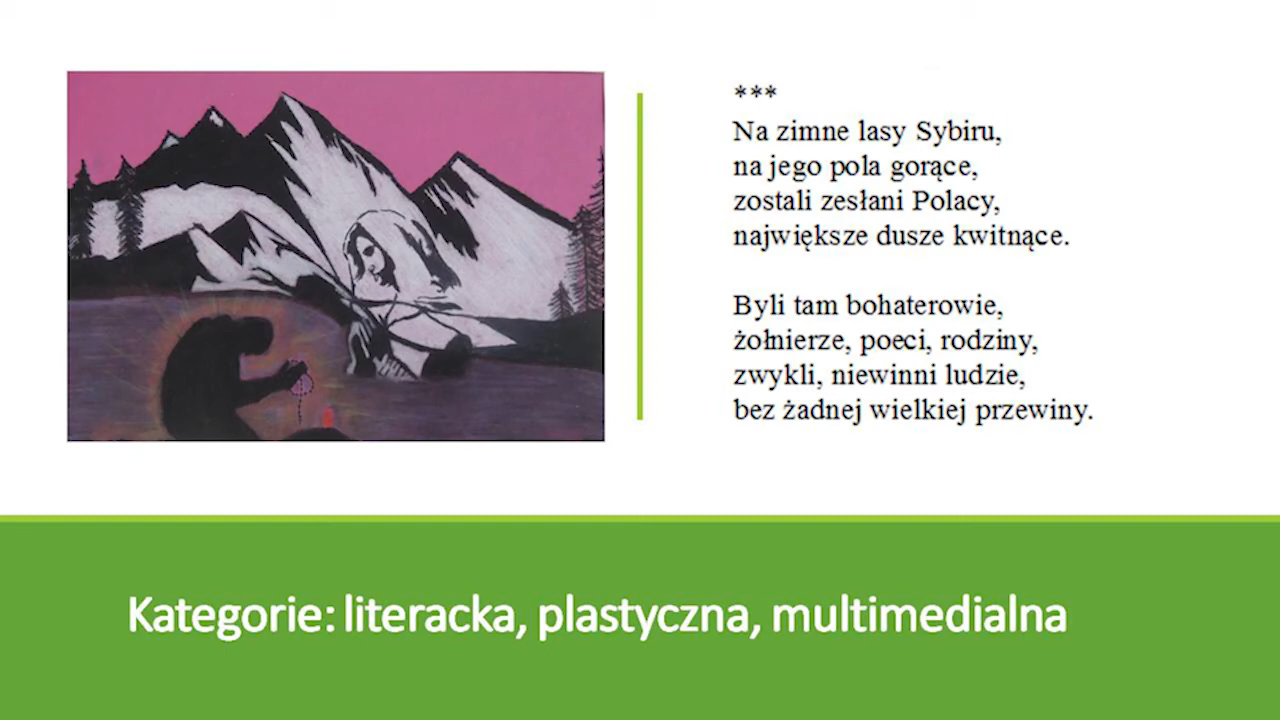 ***
Na zimne lasy Sybiru,
na jego pola gorące,
zostali zesłani Polacy,
największe dusze kwitnące.
Byli tam bohaterowie,
żołnierze, poeci, rodziny,
zwykli, niewinni ludzie,
bez żadnej wielkiej przewiny.
Kategorie: literacka, plastyczna, multimedialna